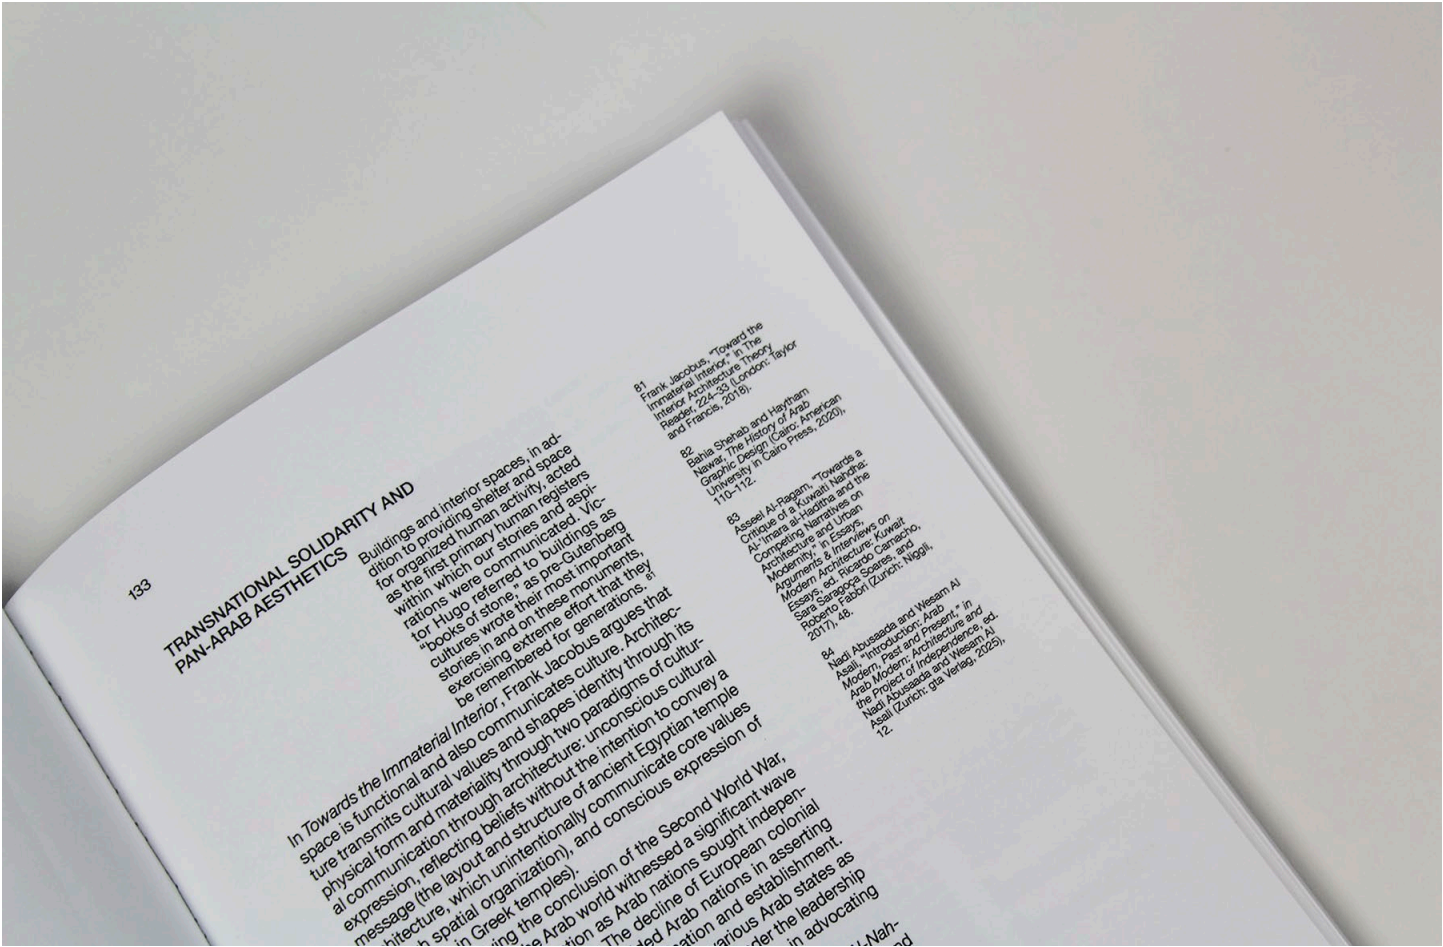 133
TRANSNATIONAL SOLIDARITY AND
PAN-ARAB AESTHETICS
Buildings and interior spaces, in ad-
dition to providing shelter and space
for organized human activity, acted
as the first primary human registers
within which our stories and aspi-
rations were communicated. Vic-
tor Hugo referred to buildings as
“books of stone,” as pre-Gutenberg
cultures wrote their most important
stories in and on these monuments,
exercising extreme effort that they
be remembered for generations.81
In Towards the Immaterial Interior, Frank Jacobus argues that
space is functional and also communicates culture. Architec-
ture transmits cultural values and shapes identity through its
physical form and materiality through two paradigms of cultur-
al communication through architecture: unconscious cultural
expression, reflecting beliefs without the intention to convey a
message (the layout and structure of ancient Egyptian temple
chitecture, which unintentionally communicate core values
h spatial organization), and conscious expression of
in Greek temples).
ing the conclusion of the Second World War,
he Arab world witnessed a significant wave
tion as Arab nations sought indepen-
The decline of European colonial
ded Arab nations in asserting
mation and establishment.
various Arab states as
der the leadership
in advocating
-Nah-
nd
81
Frank Jacobus, “Toward the
Immaterial Interior,” in The
Interior Architecture Theory
Reader, 224–33 (London: Taylor
and Francis, 2018).
82
Bahia Shehab and Haytham
Nawar, The History of Arab
Graphic Design (Cairo: American
University in Cairo Press, 2020),
110–112.
83
Asseel Al-Ragam, “Towards a
Critique of a Kuwaiti Nahdha:
Al-‘Imara al-Haditha and the
Competing Narratives on
Architecture and Urban
Modernity,” in Essays,
Arguments & Interviews on
Modern Architecture: Kuwait
Essays, ed. Ricardo Camacho,
Sara Saragoça Soares, and
Roberto Fabbri (Zurich: Niggli,
2017), 48.
84
Nadi Abusaada and Wesam Al
Asali, “Introduction: Arab
Modern, Past and Present,” in
Arab Modern: Architecture and
the Project of Independence, ed.
Nadi Abusaada and Wesam Al
Asali (Zurich: gta Verlag, 2025),
12.